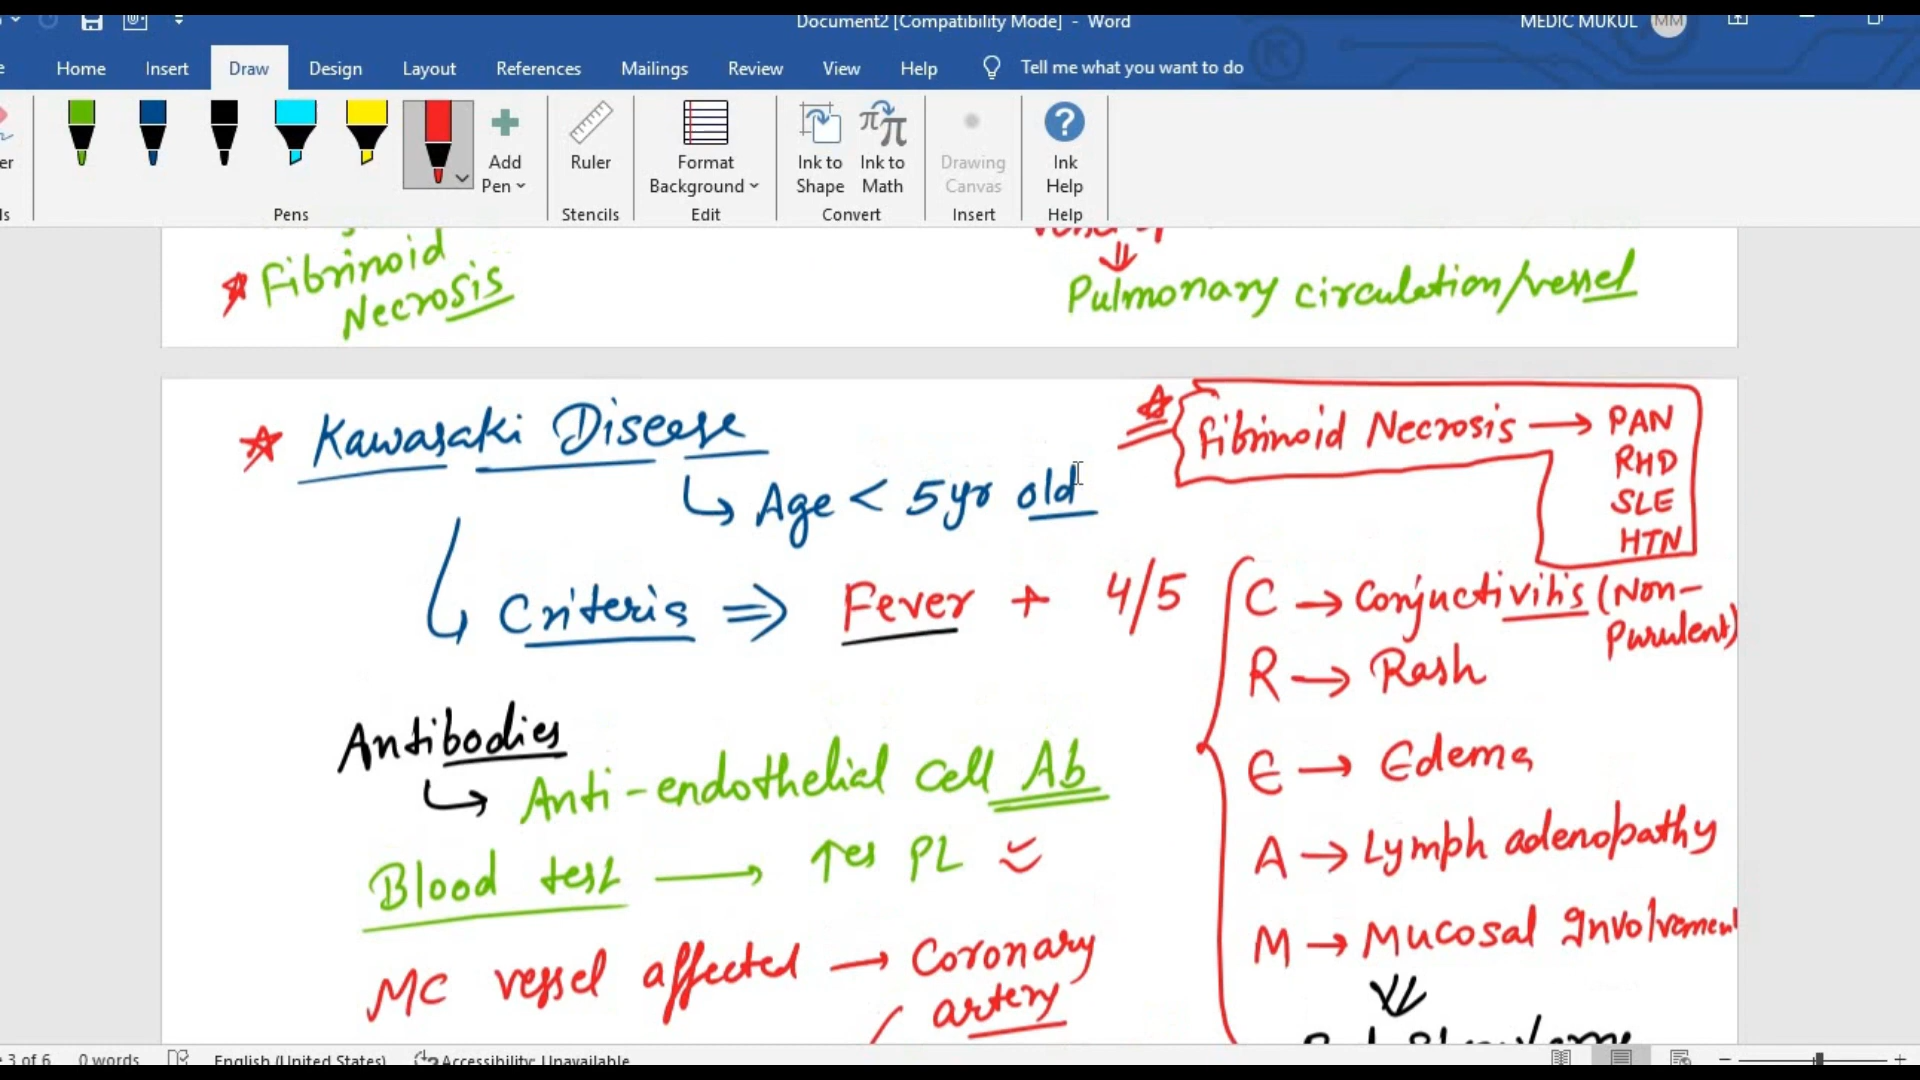 Document2 [Compatibility Mode] - Word
MEDIC MUKUL MM
Home Insert Draw Design Layout References Mailings Review View Help Tell me what you want to do
Add Pen
Ruler
Format Background
Ink to Shape
Ink to Math
Drawing Canvas
Ink Help
Pens Stencils Edit Convert Insert Help
Fibrinoid
Necrosis
Pulmonary circulation/vessel
Kawasaki Disease
Age < 5yr old
Fibrinoid Necrosis → PAN
RHD
SLE
HTN
Criteria ⇒ Fever + 4/5
C → Conjuctivitis (Non-
Purulent)
R → Rash
E → Edema
A → Lymph adenopathy
M → Mucosal Involvement
Antibodies
Anti-endothelial cell Ab
Blood test → ↑es PL
MC vessel affected → Coronary
artery
3 of 6 0 words English (United States) Accessibility: Unavailable